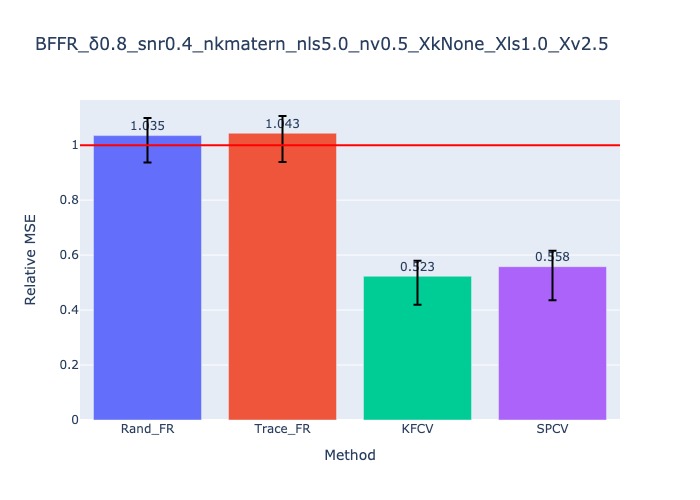 BFFR_δ0.8_snr0.4_nkmatern_nls5.0_nv0.5_XkNone_Xls1.0_Xv2.5
1.035
1.043
0.523
0.558
1
0.8
0.6
0.4
0.2
0
Relative MSE
Rand_FR
Trace_FR
KFCV
SPCV
Method